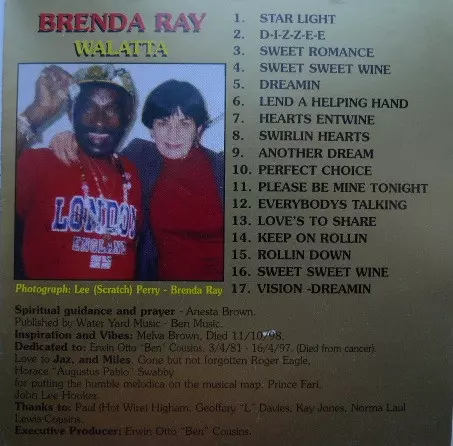 BRENDA RAY
WALATTA
LONDON
ENGLAND
Photograph: Lee (Scratch) Perry - Brenda Ray
1. STAR LIGHT
2. D-I-Z-Z-E-E
3. SWEET ROMANCE
4. SWEET SWEET WINE
5. DREAMIN
6. LEND A HELPING HAND
7. HEARTS ENTWINE
8. SWIRLIN HEARTS
9. ANOTHER DREAM
10. PERFECT CHOICE
11. PLEASE BE MINE TONIGHT
12. EVERYBODYS TALKING
13. LOVE'S TO SHARE
14. KEEP ON ROLLIN
15. ROLLIN DOWN
16. SWEET SWEET WINE
17. VISION -DREAMIN
Spiritual guidance and prayer - Anesta Brown.
Published by Water Yard Music - Ben Music.
Inspiration and Vibes: Melva Brown, Died 11/10/98.
Dedicated to: Erwin Otto "Ben" Cousins. 3/4/81 - 16/4/97. (Died from cancer).
Love to Jaz, and Miles, Gone but not forgotten Roger Eagle,
Horace "Augustus Pablo" Swabby
for putting the humble melodica on the musical map. Prince Fari,
John Lee Hooker.
Thanks to: Paul (Hot Wire) Higham, Geoffery "L" Davies, Kay Jones, Norma Laul
Lewis Cousins.
Executive Producer: Erwin Otto "Ben" Cousins.